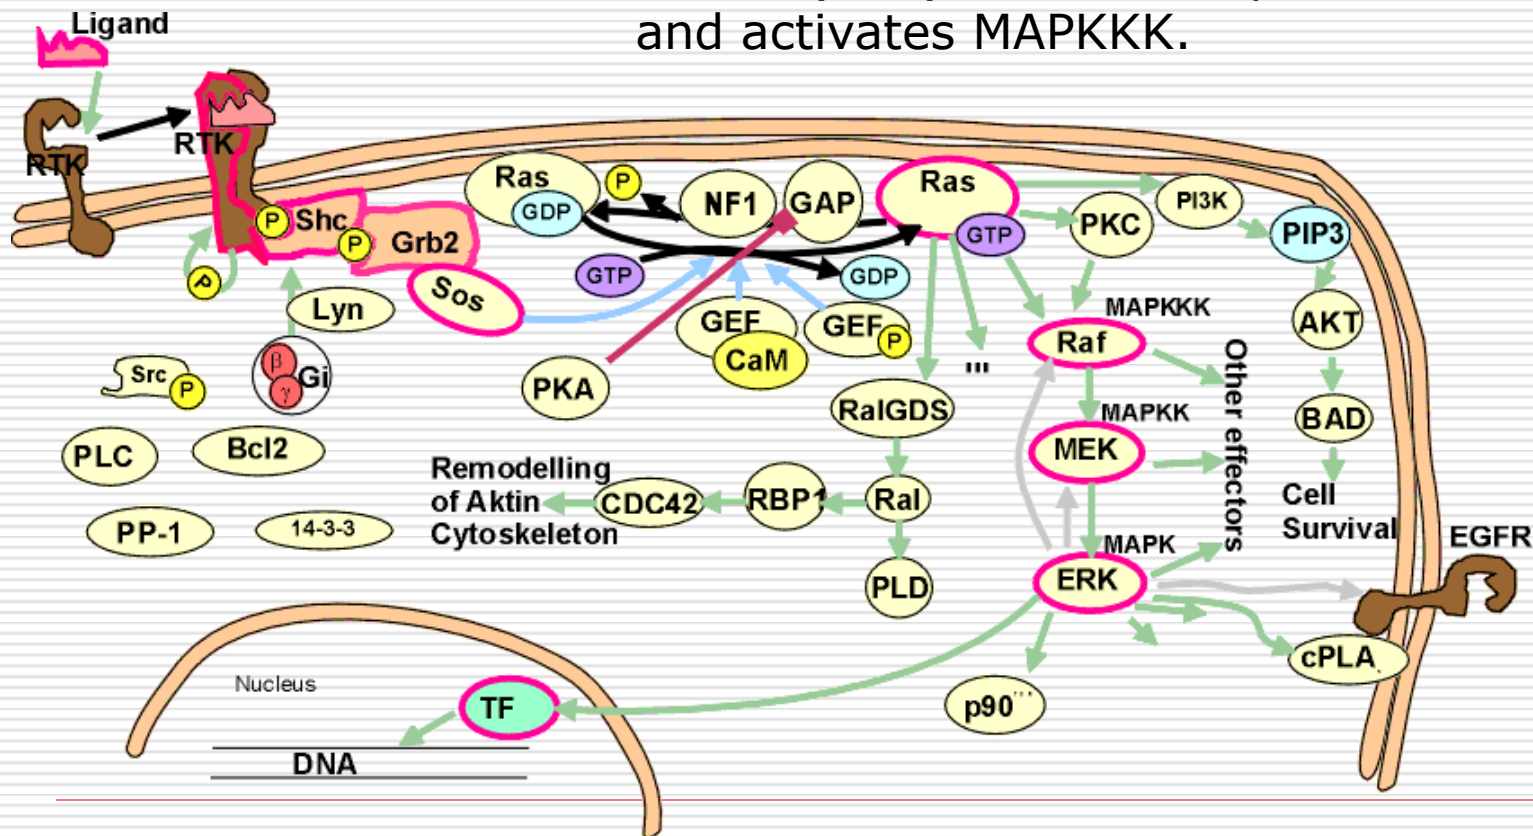 and activates MAPKKK.
Ligand
RTK
RTK
P
Shc
P
Grb2
Sos
P
Lyn
β
γ
Gi
Src
P
PLC
Bcl2
PP-1
14-3-3
Ras
GDP
P
NF1
GAP
Ras
GTP
GTP
GDP
GEF
CaM
GEF
P
PKA
PKC
PI3K
PIP3
MAPKKK
Raf
AKT
...
RalGDS
MAPKK
MEK
Other effectors
BAD
Remodelling
of Aktin
Cytoskeleton
CDC42
RBP1
Ral
Cell
Survival
MAPK
ERK
EGFR
PLD
cPLA
p90
Nucleus
TF
DNA